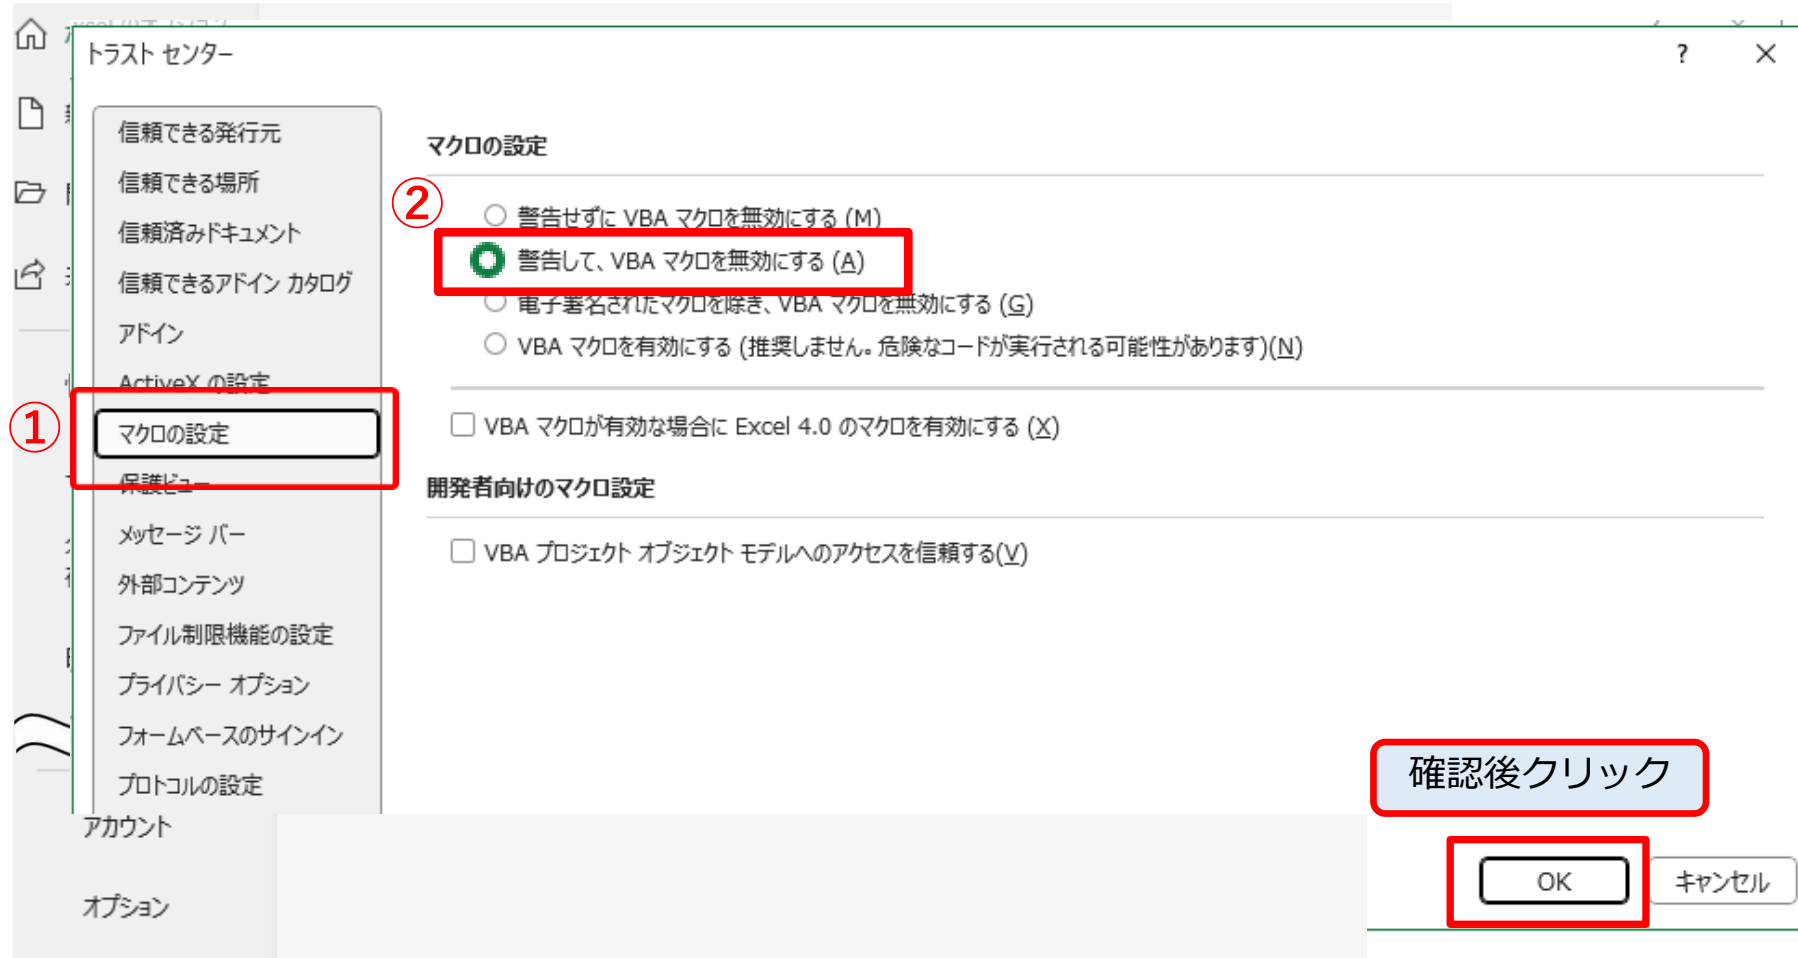 トラスト センター
?
信頼できる発行元
信頼できる場所
信頼済みドキュメント
信頼できるアドイン カタログ
アドイン
ActiveX の設定
①
マクロの設定
保護ビュー
メッセージ バー
外部コンテンツ
ファイル制限機能の設定
プライバシー オプション
フォームベースのサインイン
プロトコルの設定
アカウント
オプション
マクロの設定
②
警告せずに VBA マクロを無効にする (M)
警告して、VBA マクロを無効にする (A)
電子署名されたマクロを除き、VBA マクロを無効にする (G)
VBA マクロを有効にする (推奨しません。危険なコードが実行される可能性があります)(N)
VBA マクロが有効な場合に Excel 4.0 のマクロを有効にする (X)
開発者向けのマクロ設定
VBA プロジェクト オブジェクト モデルへのアクセスを信頼する(V)
確認後クリック
OK
キャンセル